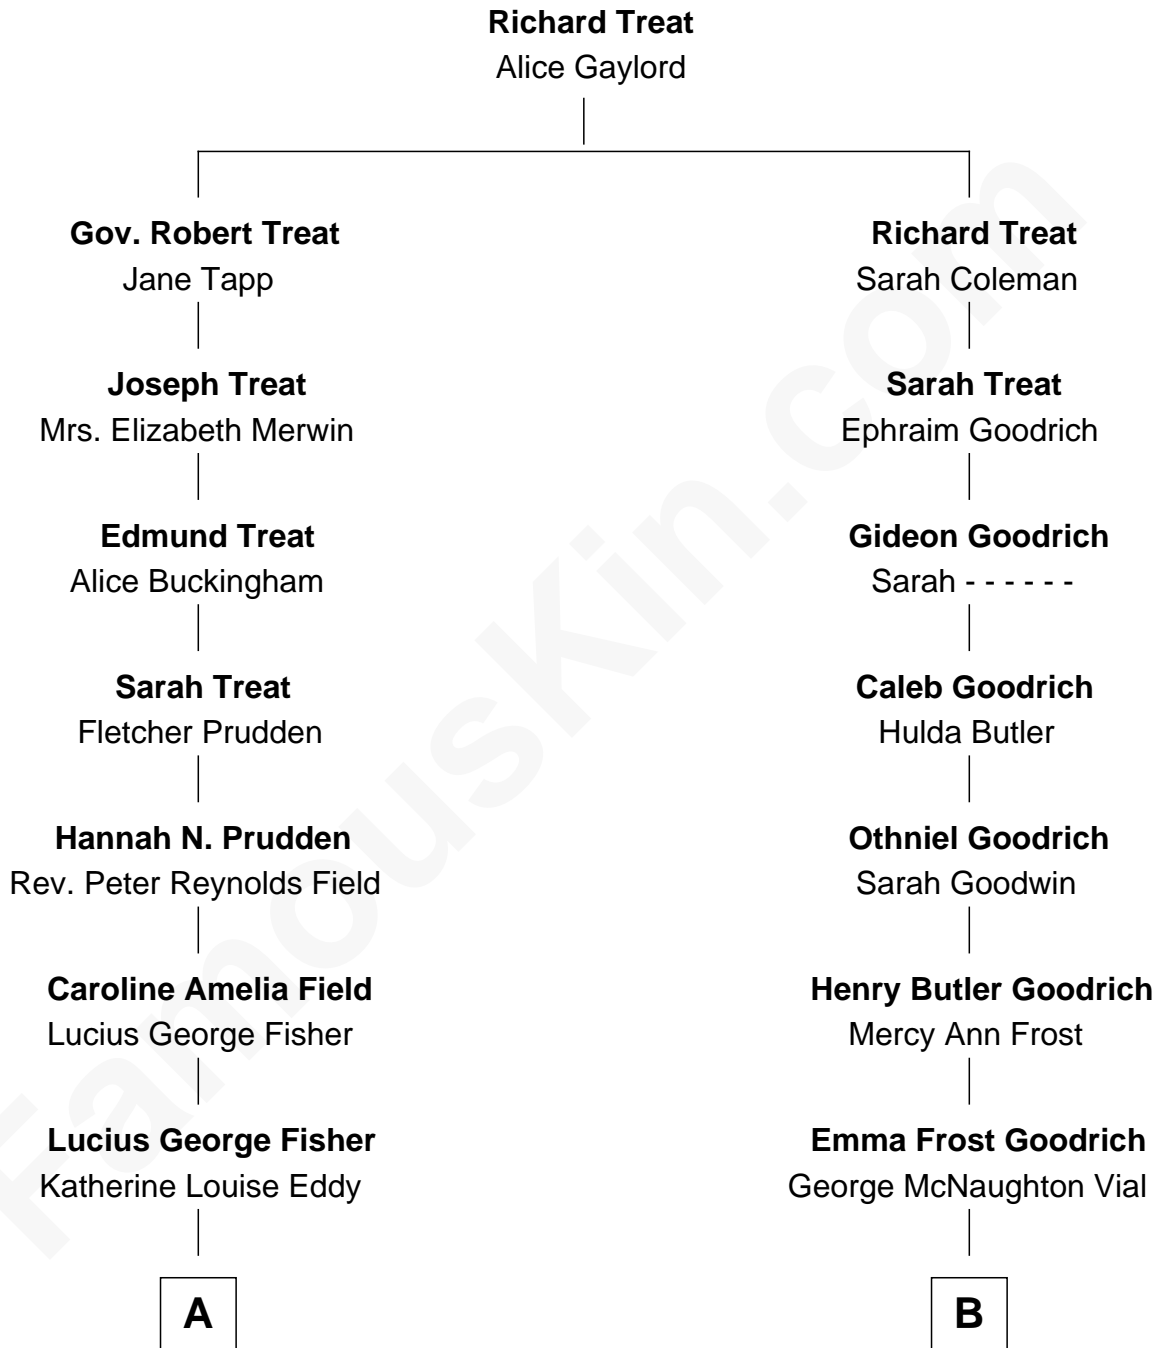 Richard Treat
Alice Gaylord
Gov. Robert Treat
Jane Tapp
Richard Treat
Sarah Coleman
Joseph Treat
Mrs. Elizabeth Merwin
Sarah Treat
Ephraim Goodrich
Edmund Treat
Alice Buckingham
Gideon Goodrich
Sarah - - - - - -
Sarah Treat
Fletcher Prudden
Caleb Goodrich
Hulda Butler
Hannah N. Prudden
Rev. Peter Reynolds Field
Othniel Goodrich
Sarah Goodwin
Caroline Amelia Field
Lucius George Fisher
Henry Butler Goodrich
Mercy Ann Frost
Lucius George Fisher
Katherine Louise Eddy
Emma Frost Goodrich
George McNaughton Vial
A
B
FamousKin.com